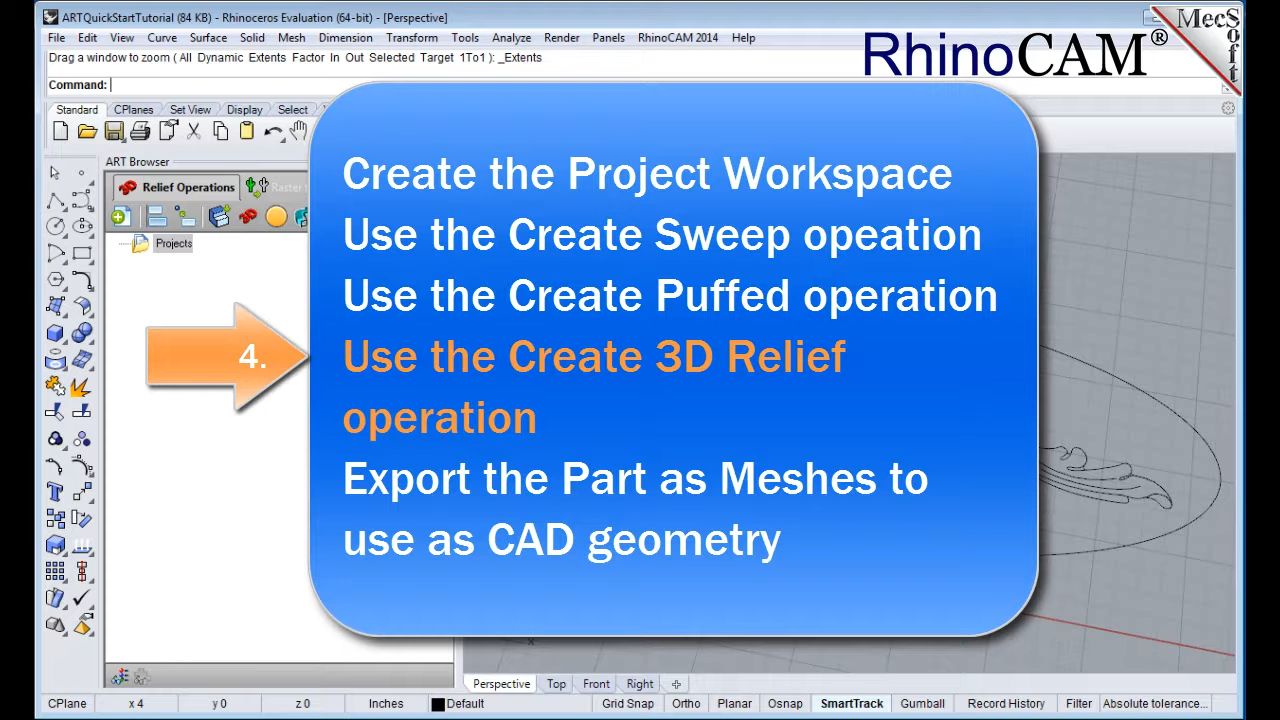 ARTQuickStartTutorial (84 KB) - Rhinoceros Evaluation (64-bit) - [Perspective]
File Edit View Curve Surface Solid Mesh Dimension Transform Tools Analyze Render Panels RhinoCAM 2014 Help
Drag a window to zoom ( All Dynamic Extents Factor In Out Selected Target 1To1 ): _Extents
Command:
RhinoCAM®
MecSoft
Standard CPlanes Set View Display Select
ART Browser
Relief Operations Raster
Projects
Create the Project Workspace
Use the Create Sweep opeation
Use the Create Puffed operation
4.
Use the Create 3D Relief
operation
Export the Part as Meshes to
use as CAD geometry
Perspective Top Front Right
CPlane x 4 y 0 z 0 Inches Default Grid Snap Ortho Planar Osnap SmartTrack Gumball Record History Filter Absolute tolerance...